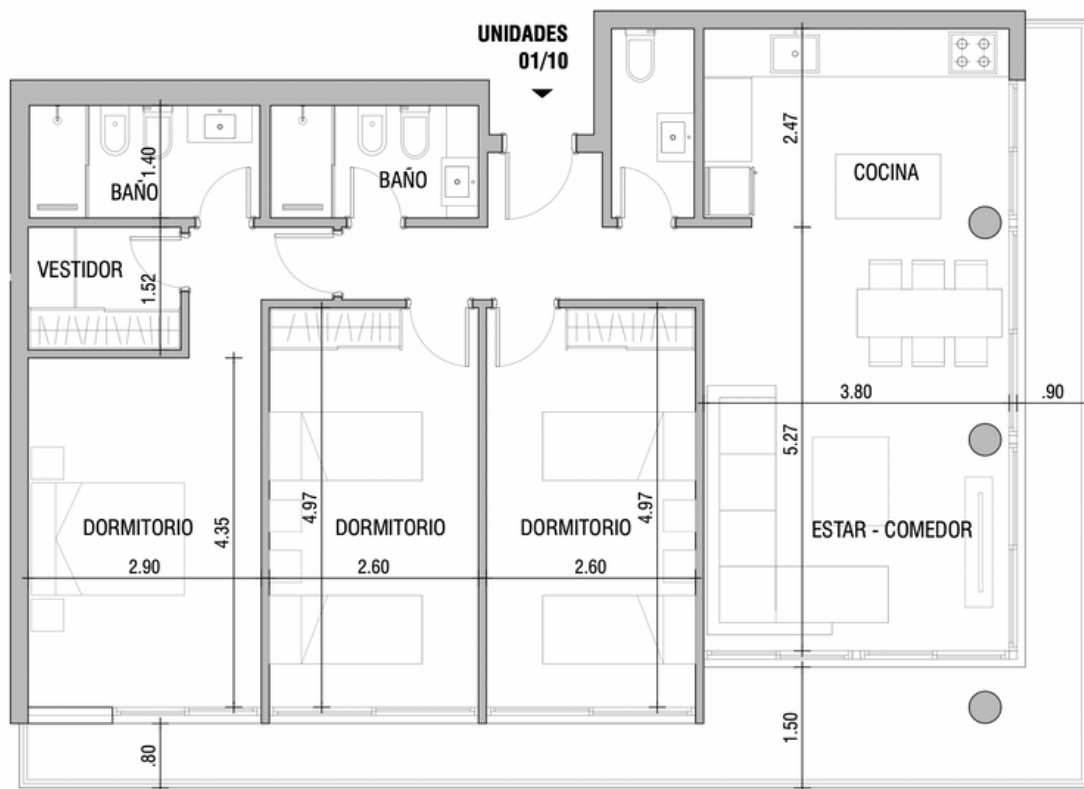 UNIDADES
01/10
2.47
COCINA
1.40
BAÑO
BAÑO
VESTIDOR
1.52
3.80
.90
5.27
4.35
4.97
4.97
DORMITORIO
DORMITORIO
DORMITORIO
ESTAR - COMEDOR
2.90
2.60
2.60
1.50
.80